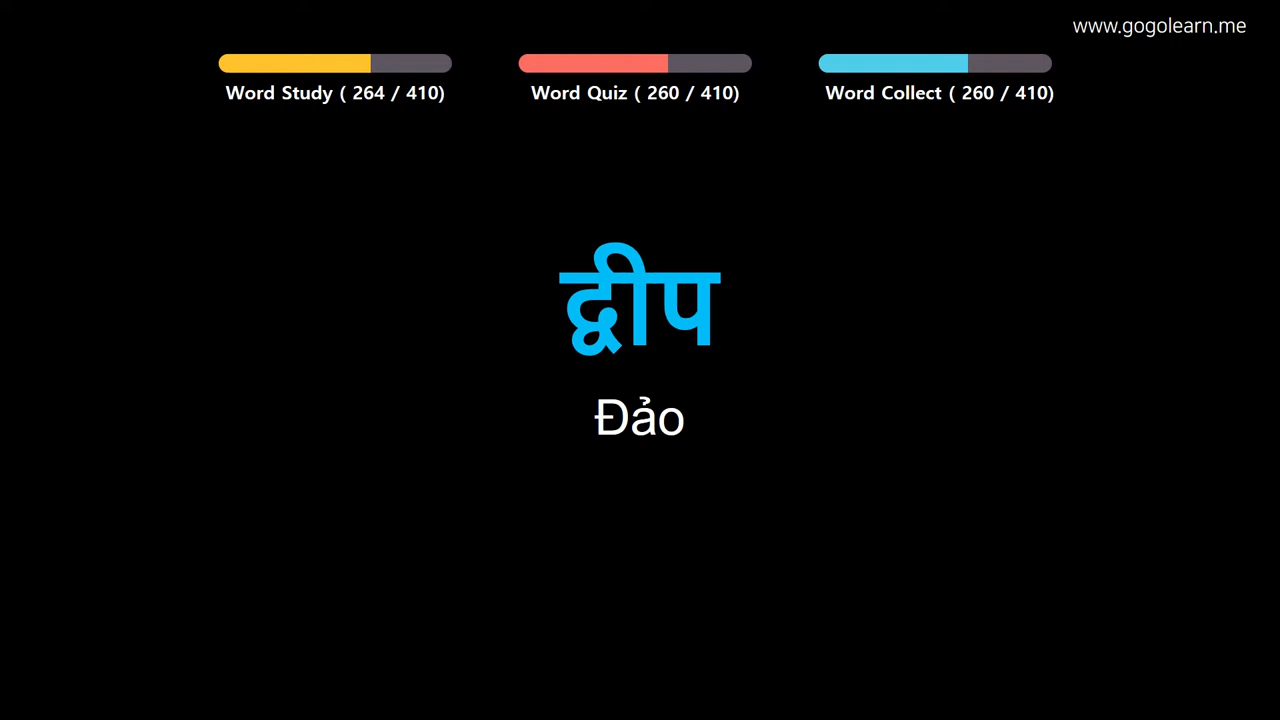 www.gogolearn.me
Word Study ( 264 / 410)
Word Quiz ( 260 / 410)
Word Collect ( 260 / 410)
द्वीप
Đảo